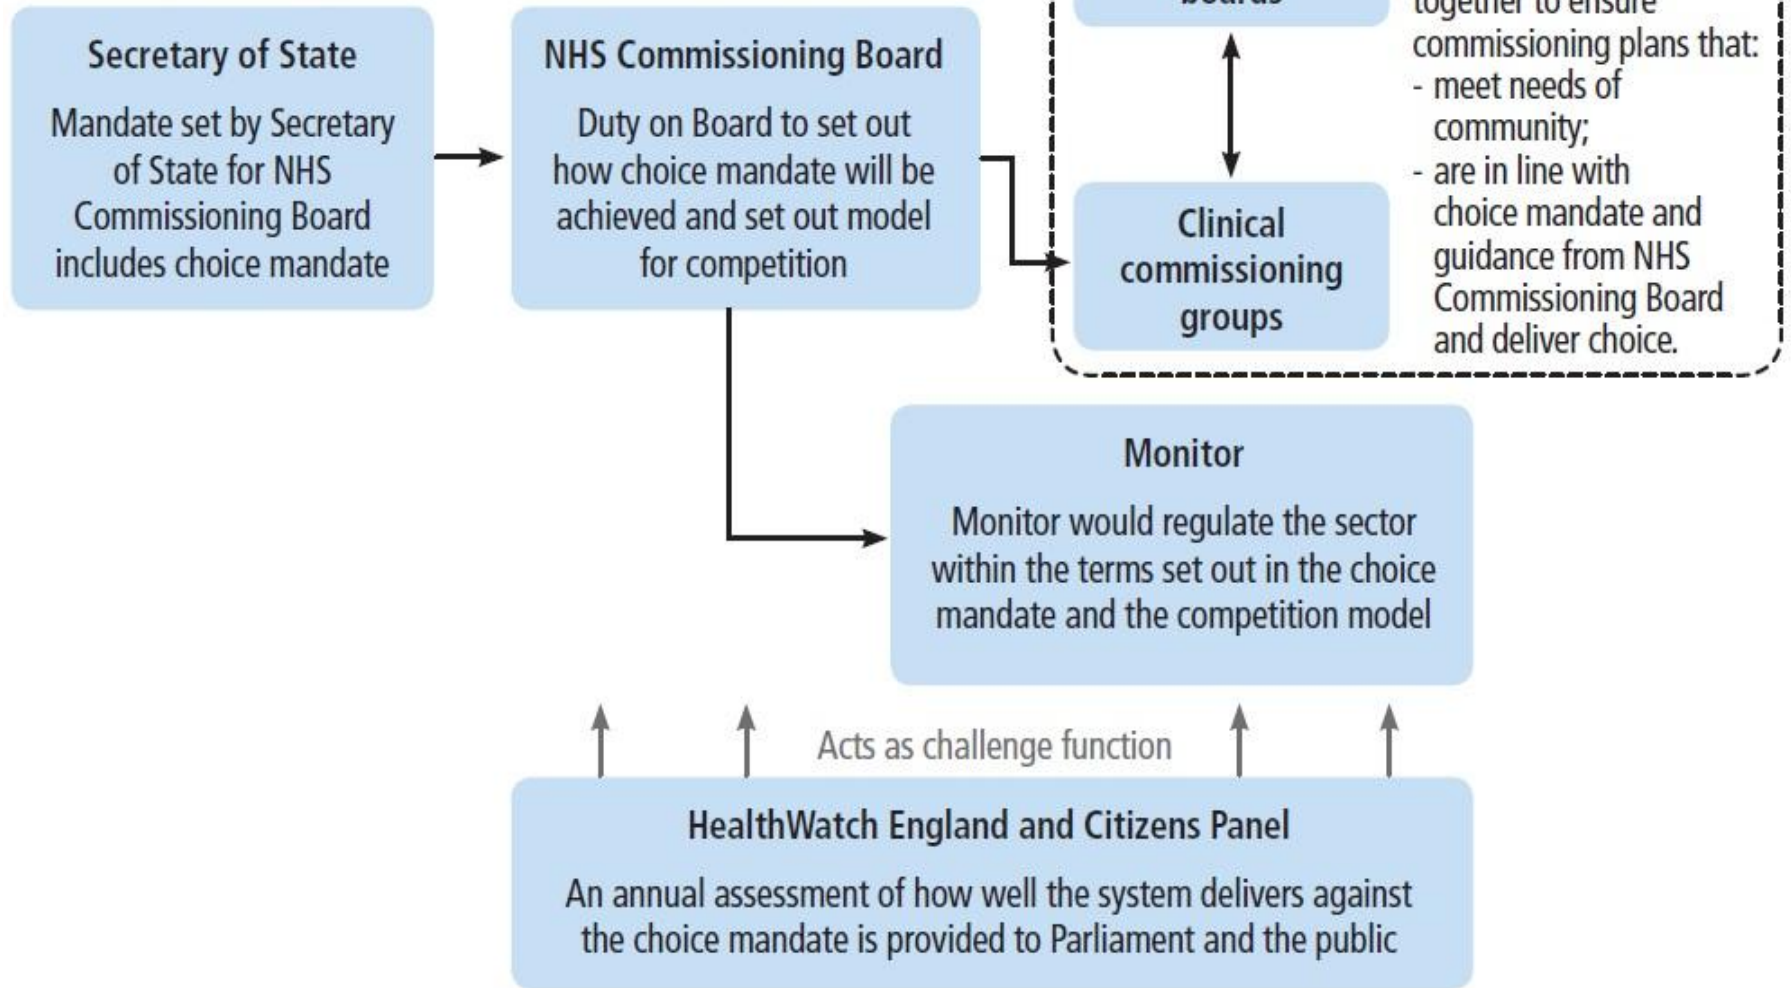 Secretary of State
Mandate set by Secretary
of State for NHS
Commissioning Board
includes choice mandate
NHS Commissioning Board
Duty on Board to set out
how choice mandate will be
achieved and set out model
for competition
boards
Clinical
commissioning
groups
together to ensure
commissioning plans that:
- meet needs of
community;
- are in line with
choice mandate and
guidance from NHS
Commissioning Board
and deliver choice.
Monitor
Monitor would regulate the sector
within the terms set out in the choice
mandate and the competition model
Acts as challenge function
HealthWatch England and Citizens Panel
An annual assessment of how well the system delivers against
the choice mandate is provided to Parliament and the public